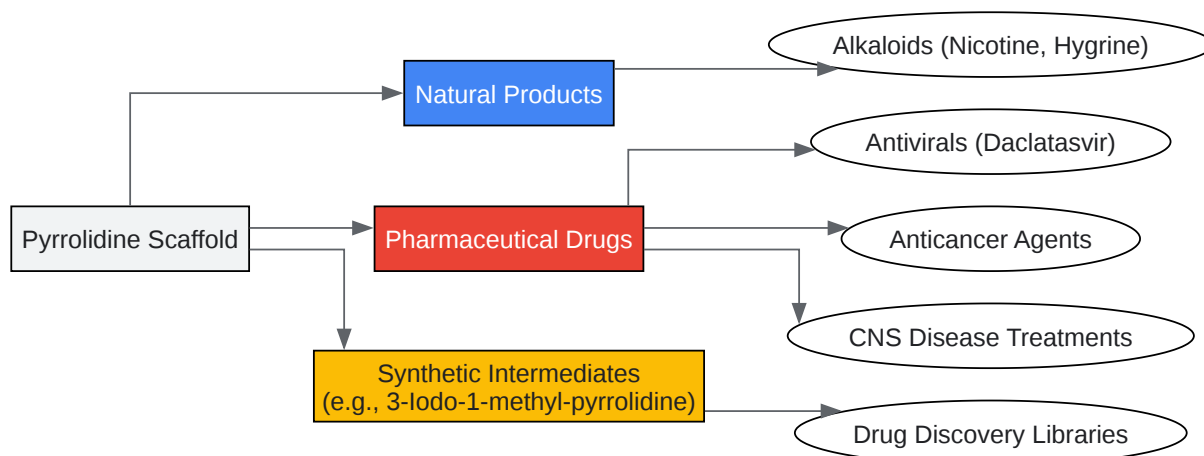 Alkaloids (Nicotine, Hygrine)
Natural Products
Antivirals (Daclatasvir)
Pyrrolidine Scaffold
Pharmaceutical Drugs
Anticancer Agents
CNS Disease Treatments
Synthetic Intermediates
(e.g., 3-Iodo-1-methyl-pyrrolidine)
Drug Discovery Libraries